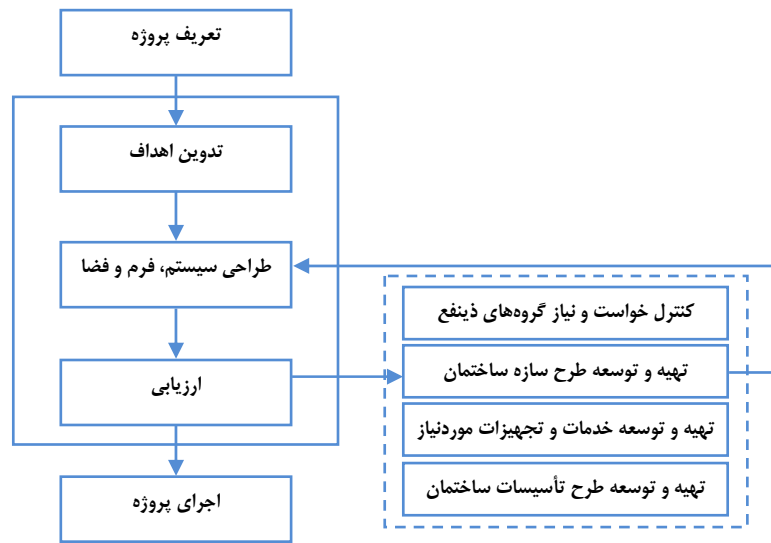 تعریف پروژه
تدوین اهداف
طراحی سیستم، فرم و فضا
ارزیابی
اجرای پروژه
کنترل خواست و نیاز گروه‌های ذینفع
تهیه و توسعه طرح سازه ساختمان
تهیه و توسعه خدمات و تجهیزات موردنیاز
تهیه و توسعه طرح تأسیسات ساختمان